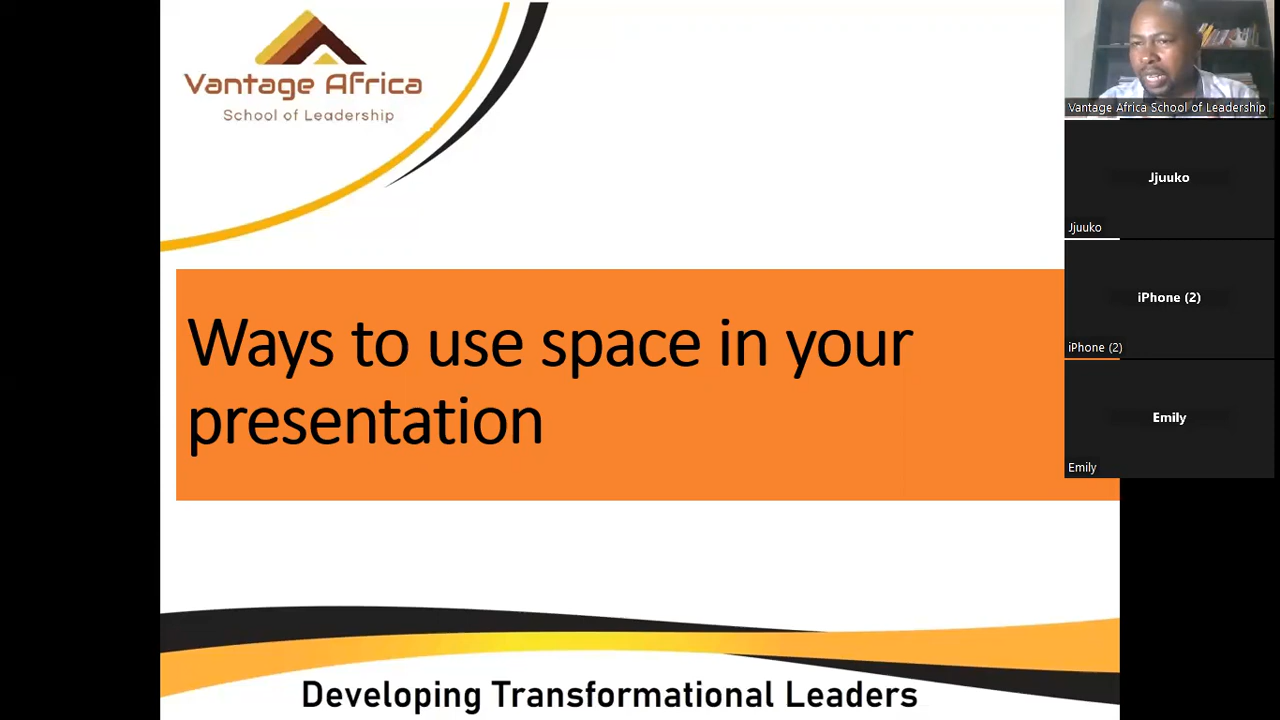 Vantage Africa
School of Leadership
Ways to use space in your
presentation
Developing Transformational Leaders
Vantage Africa School of Leadership
Jjuuko
Jjuuko
iPhone (2)
iPhone (2)
Emily
Emily